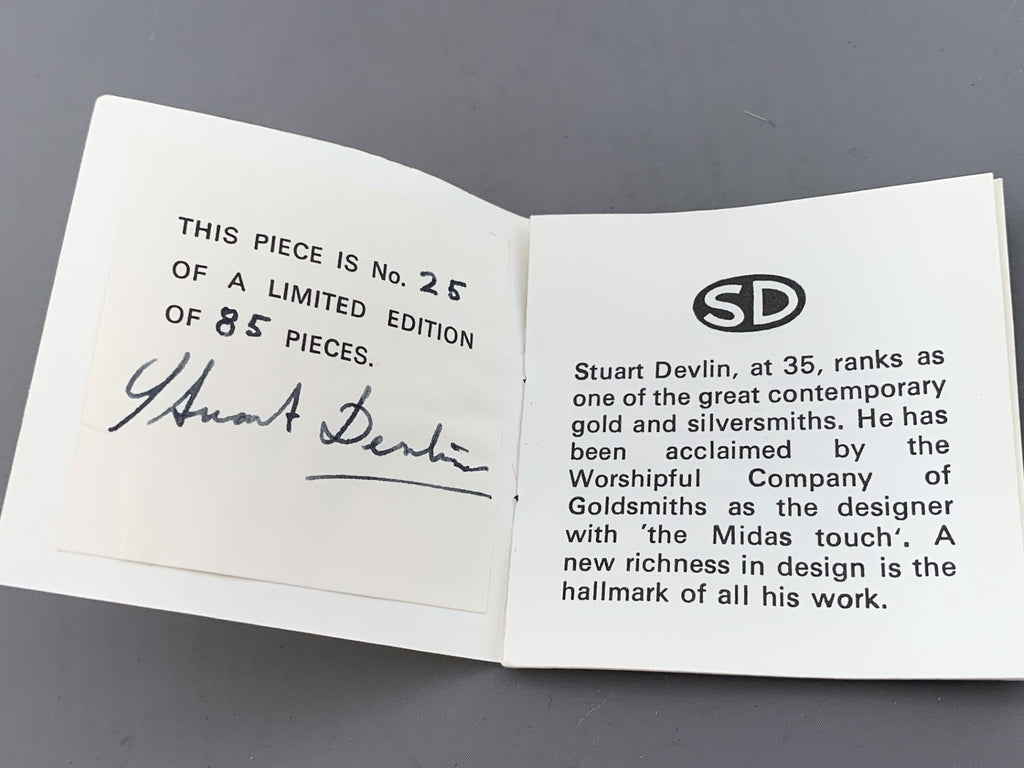 THIS PIECE IS No. 25
OF A LIMITED EDITION
OF 85 PIECES.
Stuart Devlin
SD
Stuart Devlin, at 35, ranks as
one of the great contemporary
gold and silversmiths. He has
been acclaimed by the
Worshipful Company of
Goldsmiths as the designer
with 'the Midas touch‘. A
new richness in design is the
hallmark of all his work.